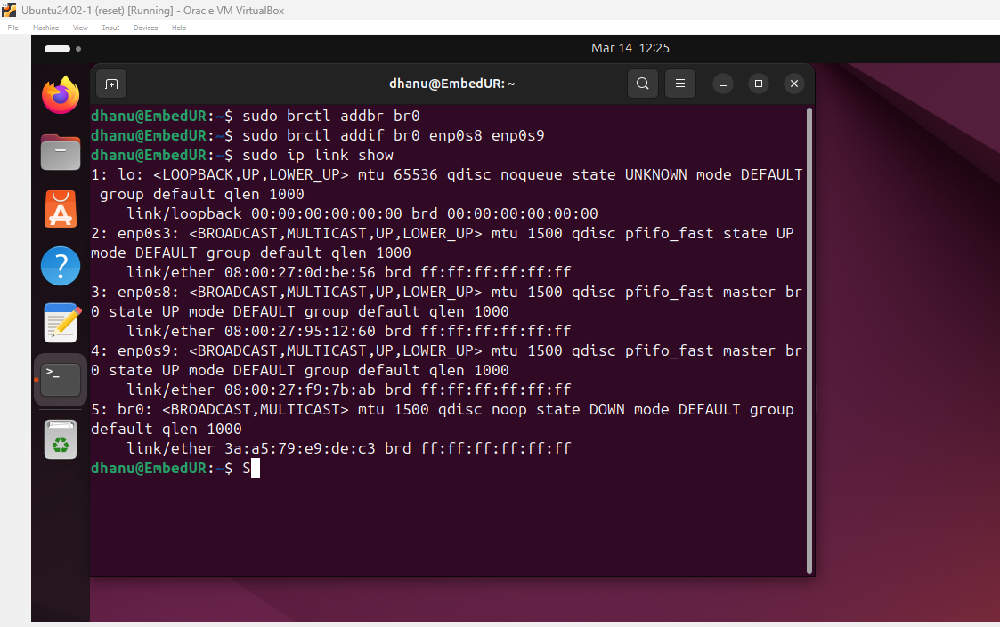 Ubuntu24.02-1 (reset) [Running] - Oracle VM VirtualBox
File Machine View Input Devices Help
Mar 14 12:25
dhanu@EmbedUR: ~
dhanu@EmbedUR:~$ sudo brctl addbr br0
dhanu@EmbedUR:~$ sudo brctl addif br0 enp0s8 enp0s9
dhanu@EmbedUR:~$ sudo ip link show
1: lo: <LOOPBACK,UP,LOWER_UP> mtu 65536 qdisc noqueue state UNKNOWN mode DEFAULT
 group default qlen 1000
    link/loopback 00:00:00:00:00:00 brd 00:00:00:00:00:00
2: enp0s3: <BROADCAST,MULTICAST,UP,LOWER_UP> mtu 1500 qdisc pfifo_fast state UP
mode DEFAULT group default qlen 1000
    link/ether 08:00:27:0d:be:56 brd ff:ff:ff:ff:ff:ff
3: enp0s8: <BROADCAST,MULTICAST,UP,LOWER_UP> mtu 1500 qdisc pfifo_fast master br
0 state UP mode DEFAULT group default qlen 1000
    link/ether 08:00:27:95:12:60 brd ff:ff:ff:ff:ff:ff
4: enp0s9: <BROADCAST,MULTICAST,UP,LOWER_UP> mtu 1500 qdisc pfifo_fast master br
0 state UP mode DEFAULT group default qlen 1000
    link/ether 08:00:27:f9:7b:ab brd ff:ff:ff:ff:ff:ff
5: br0: <BROADCAST,MULTICAST> mtu 1500 qdisc noop state DOWN mode DEFAULT group
default qlen 1000
    link/ether 3a:a5:79:e9:de:c3 brd ff:ff:ff:ff:ff:ff
dhanu@EmbedUR:~$ S